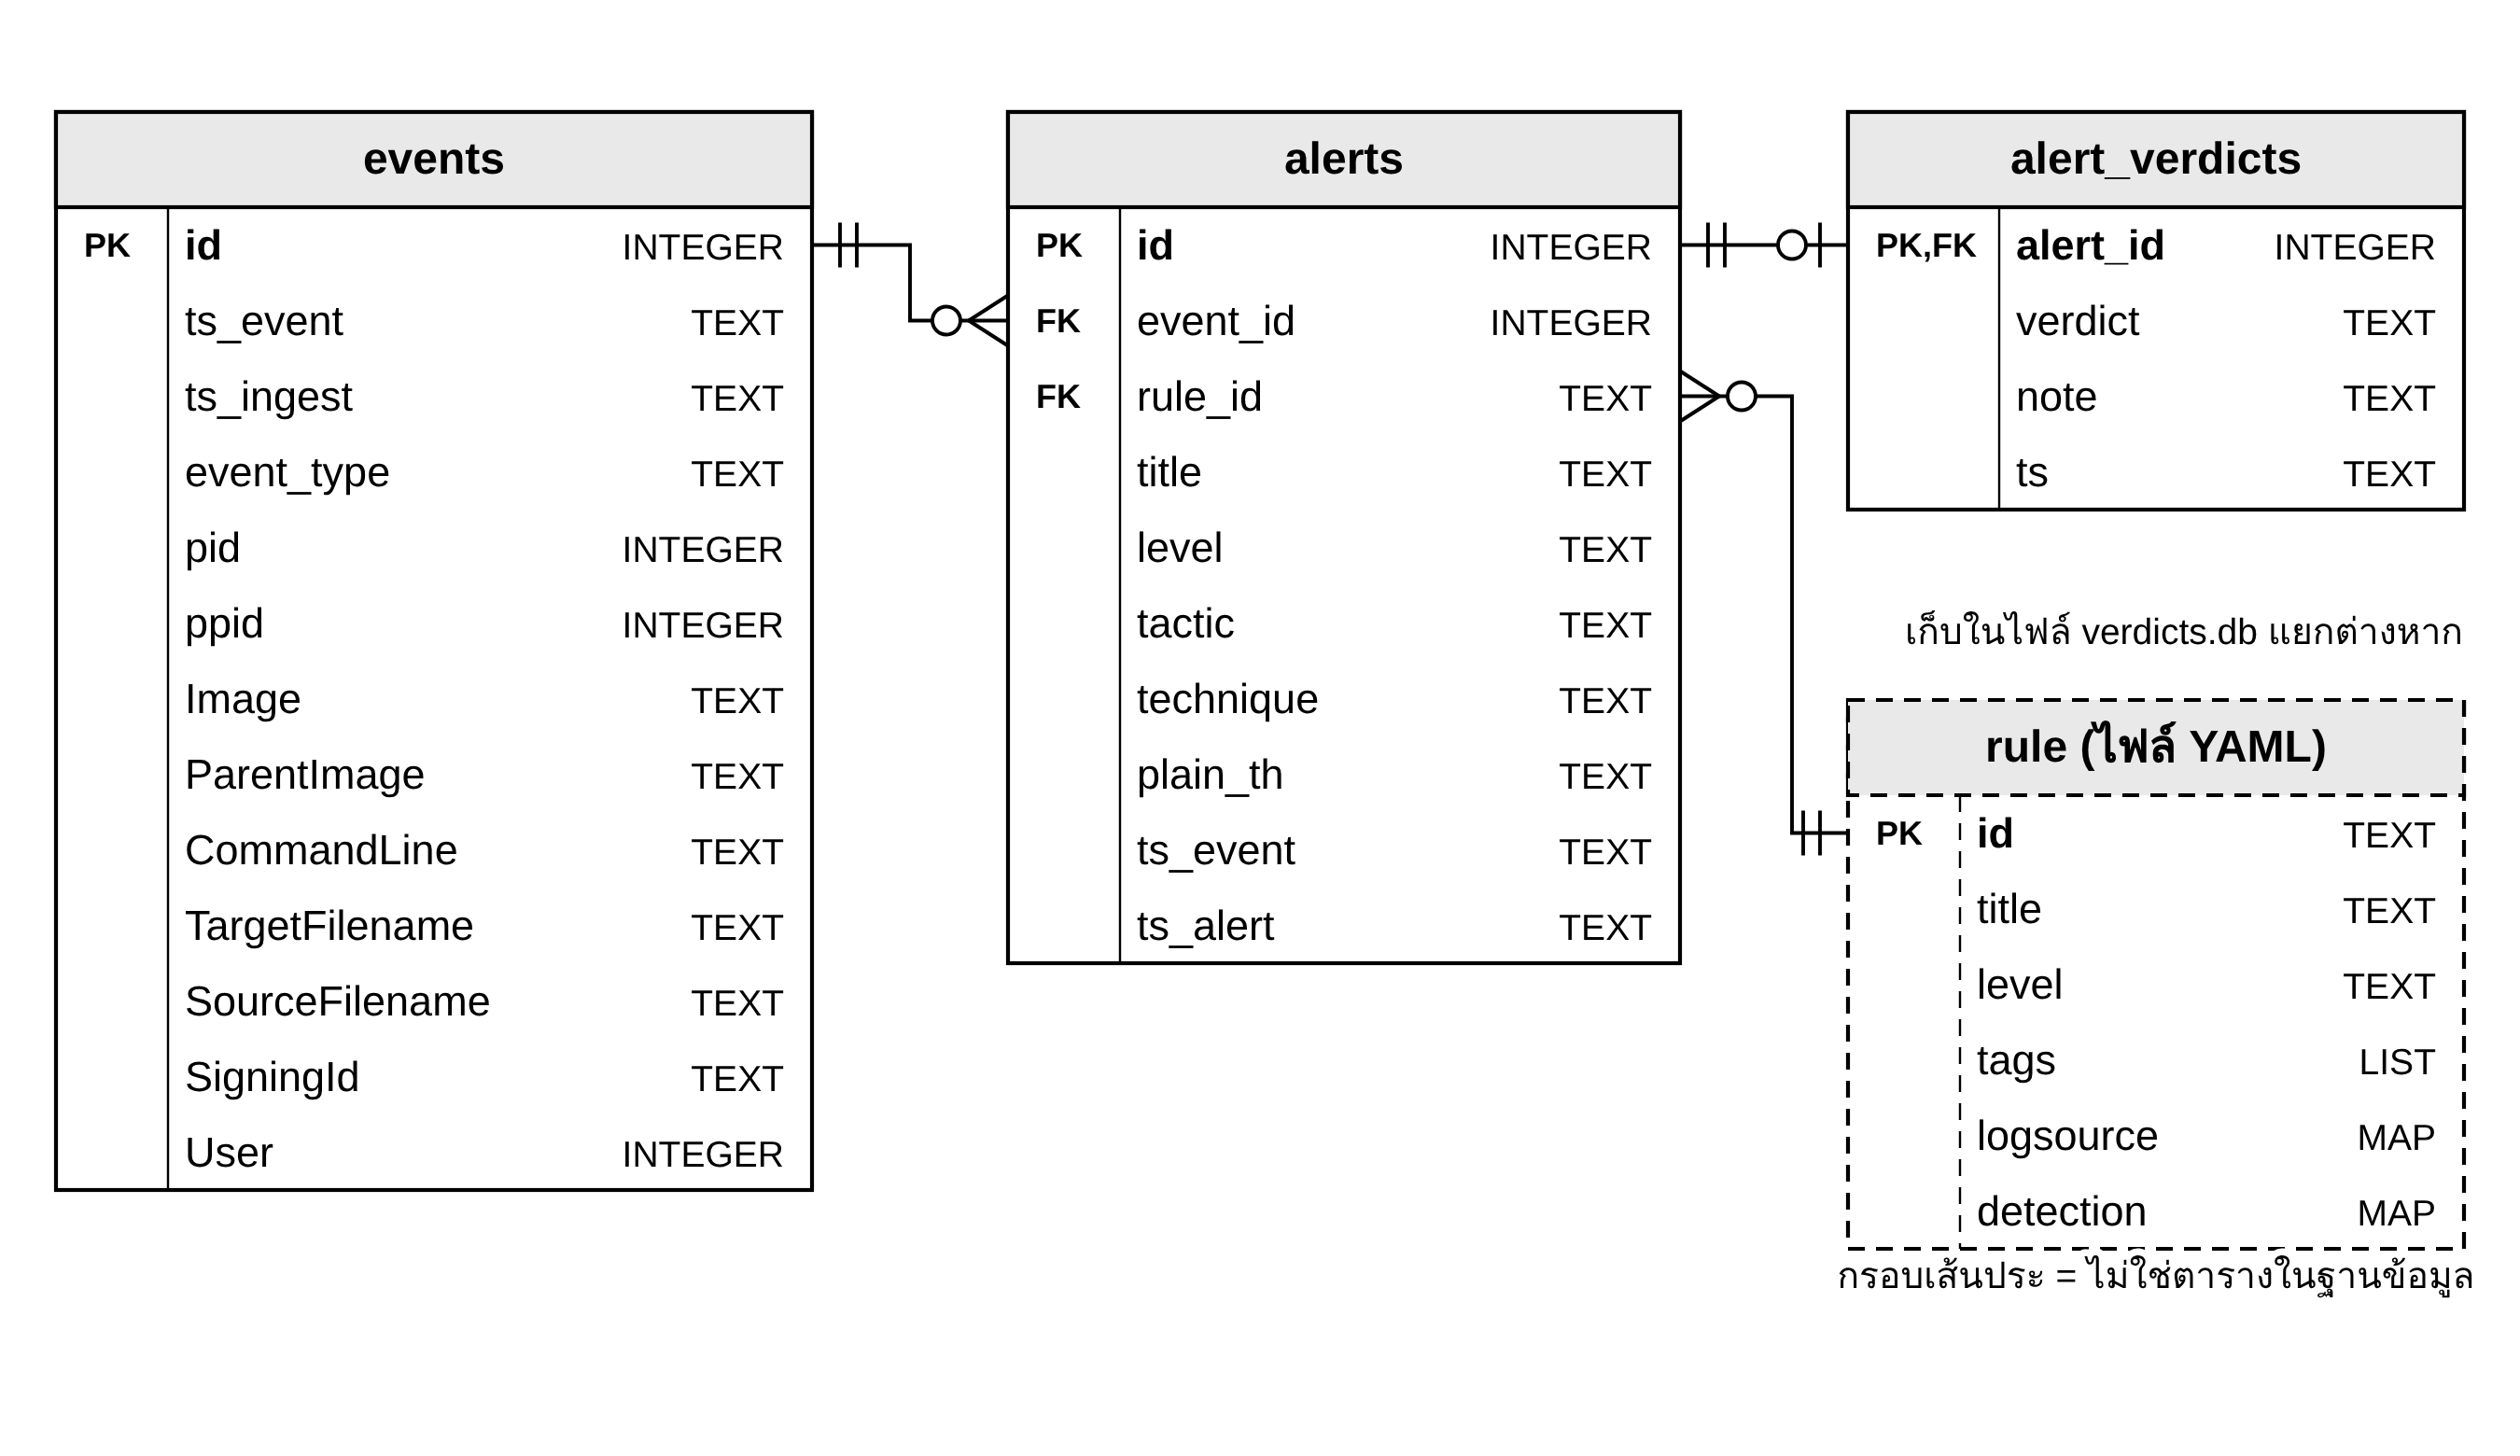 events
PK id INTEGER
ts_event TEXT
ts_ingest TEXT
event_type TEXT
pid INTEGER
ppid INTEGER
Image TEXT
ParentImage TEXT
CommandLine TEXT
TargetFilename TEXT
SourceFilename TEXT
SigningId TEXT
User INTEGER
alerts
PK id INTEGER
FK event_id INTEGER
FK rule_id TEXT
title TEXT
level TEXT
tactic TEXT
technique TEXT
plain_th TEXT
ts_event TEXT
ts_alert TEXT
alert_verdicts
PK,FK alert_id INTEGER
verdict TEXT
note TEXT
ts TEXT
เก็บในไฟล์ verdicts.db แยกต่างหาก
rule (ไฟล์ YAML)
PK id TEXT
title TEXT
level TEXT
tags LIST
logsource MAP
detection MAP
กรอบเส้นประ = ไม่ใช่ตารางในฐานข้อมูล